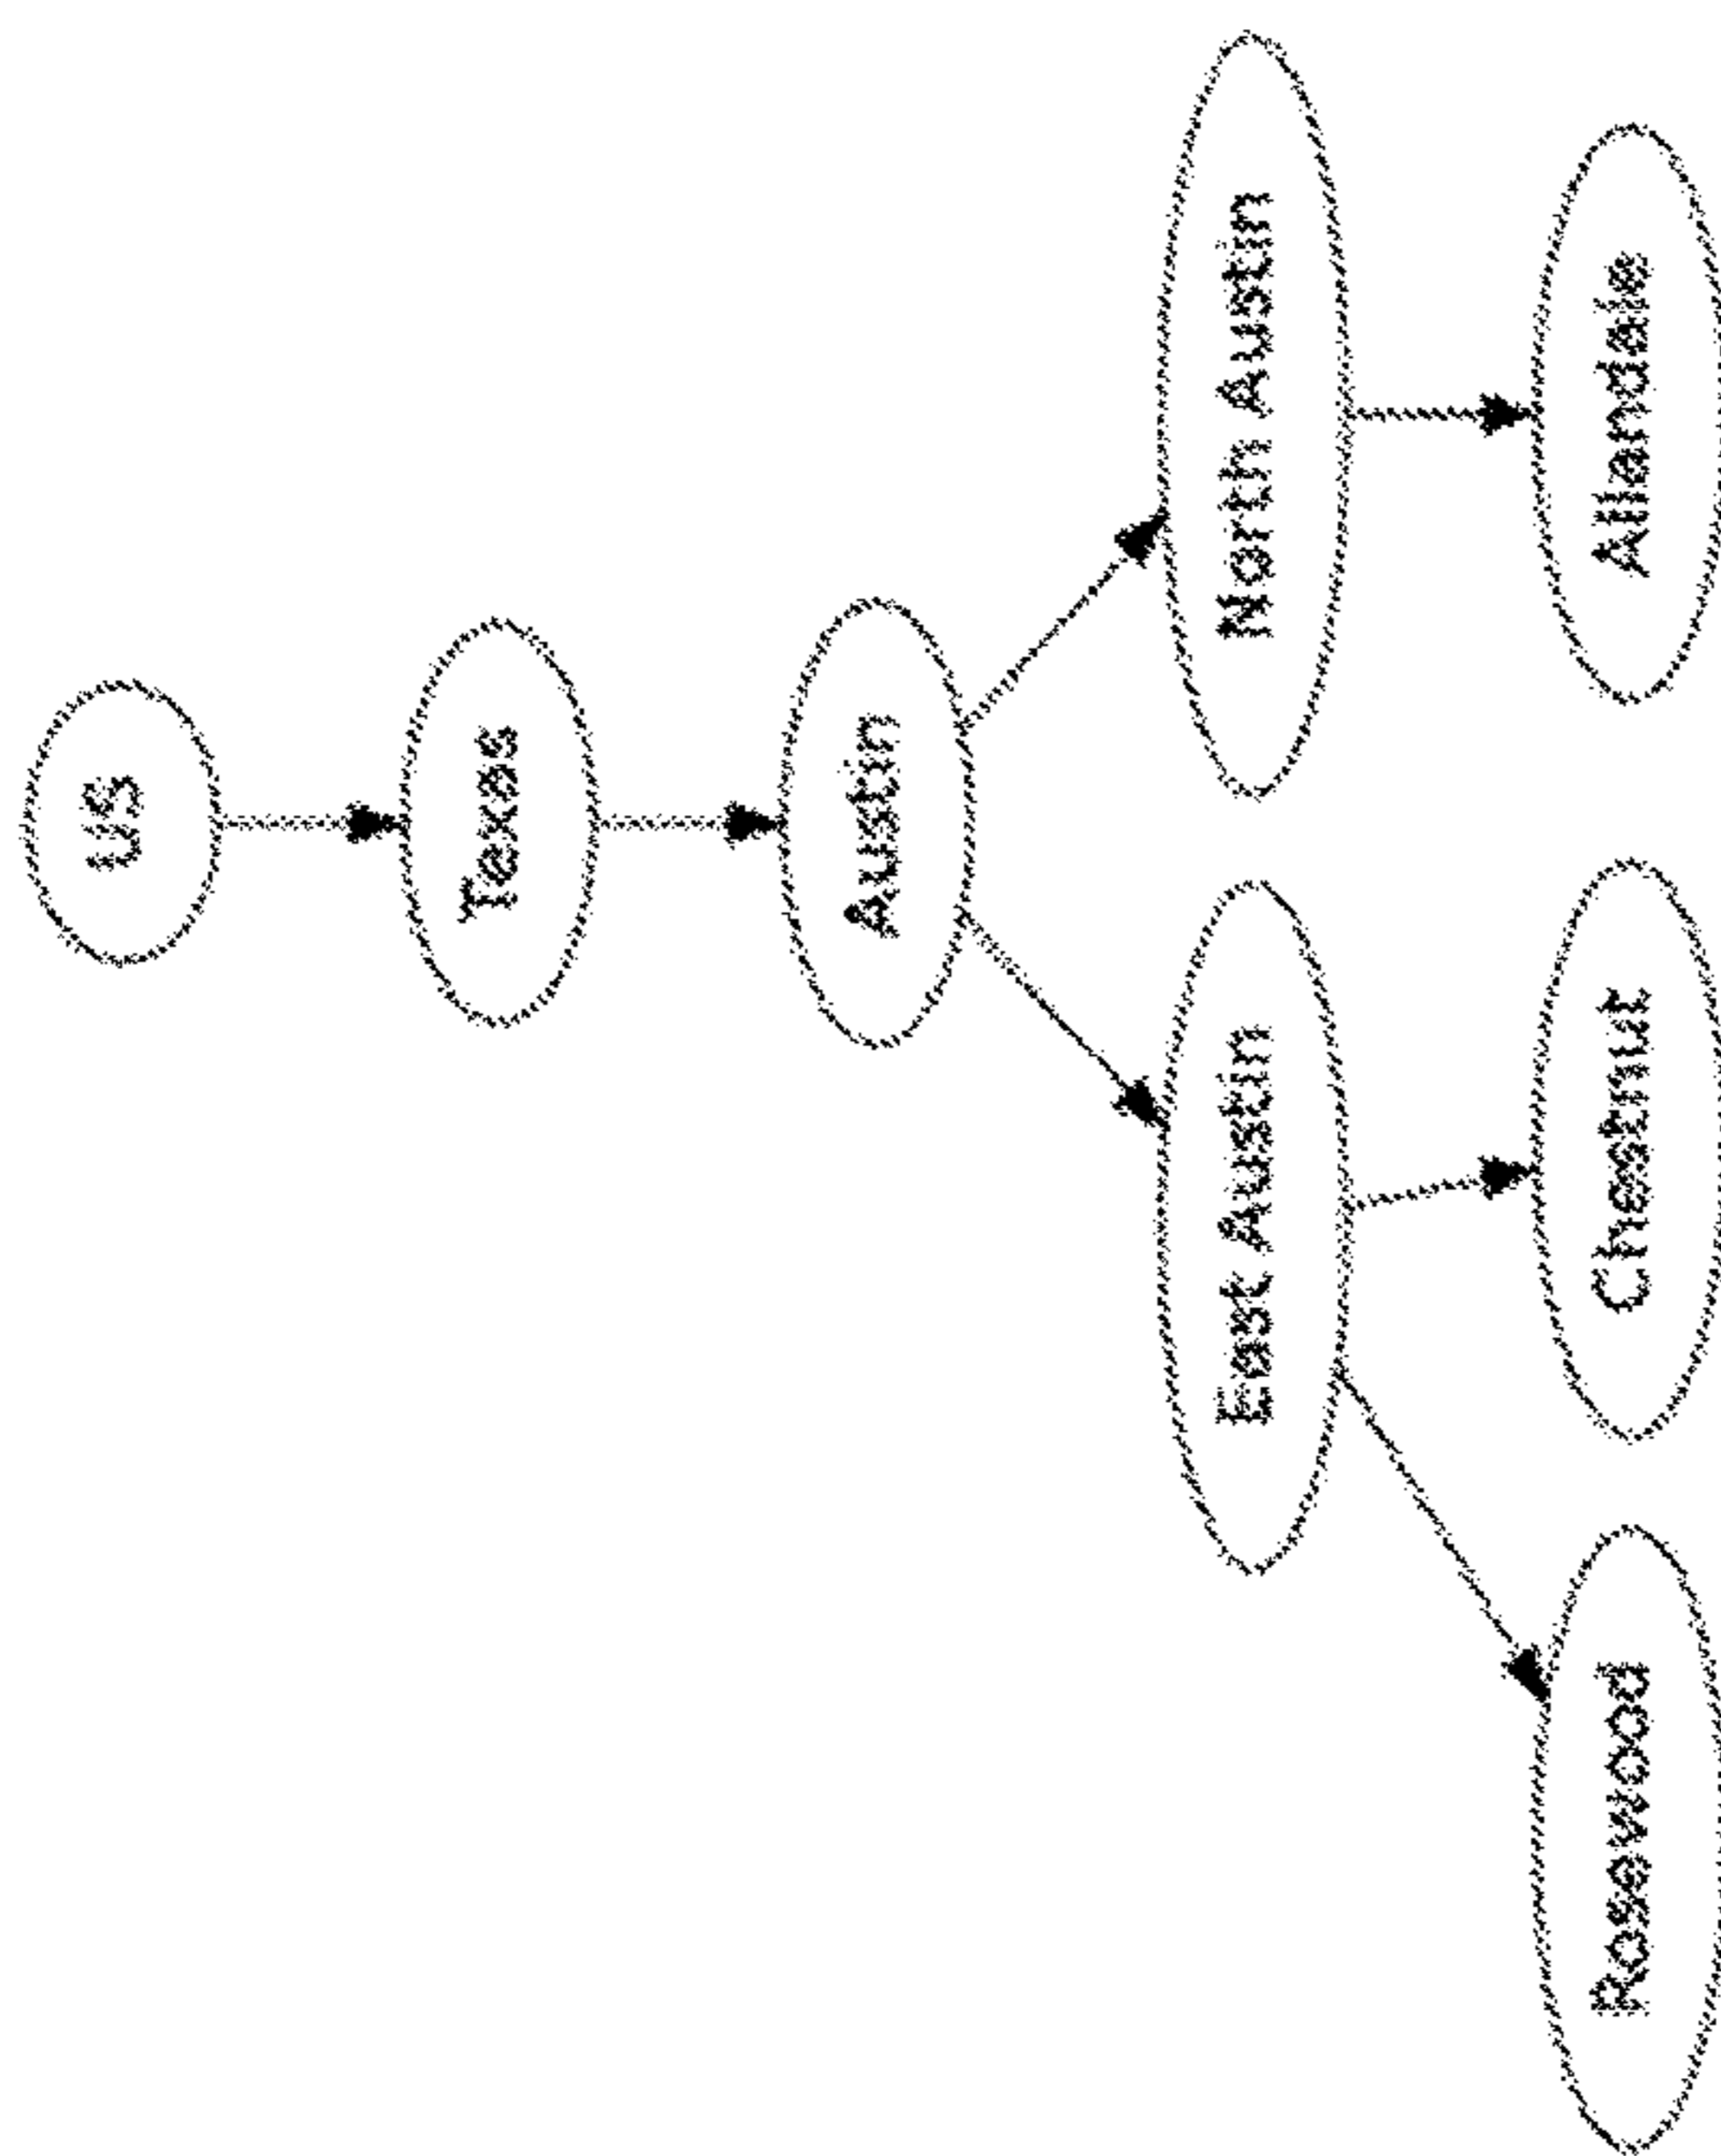 US
Texas
Austin
East Austin
North Austin
Rosewood
Chestnut
Allandale